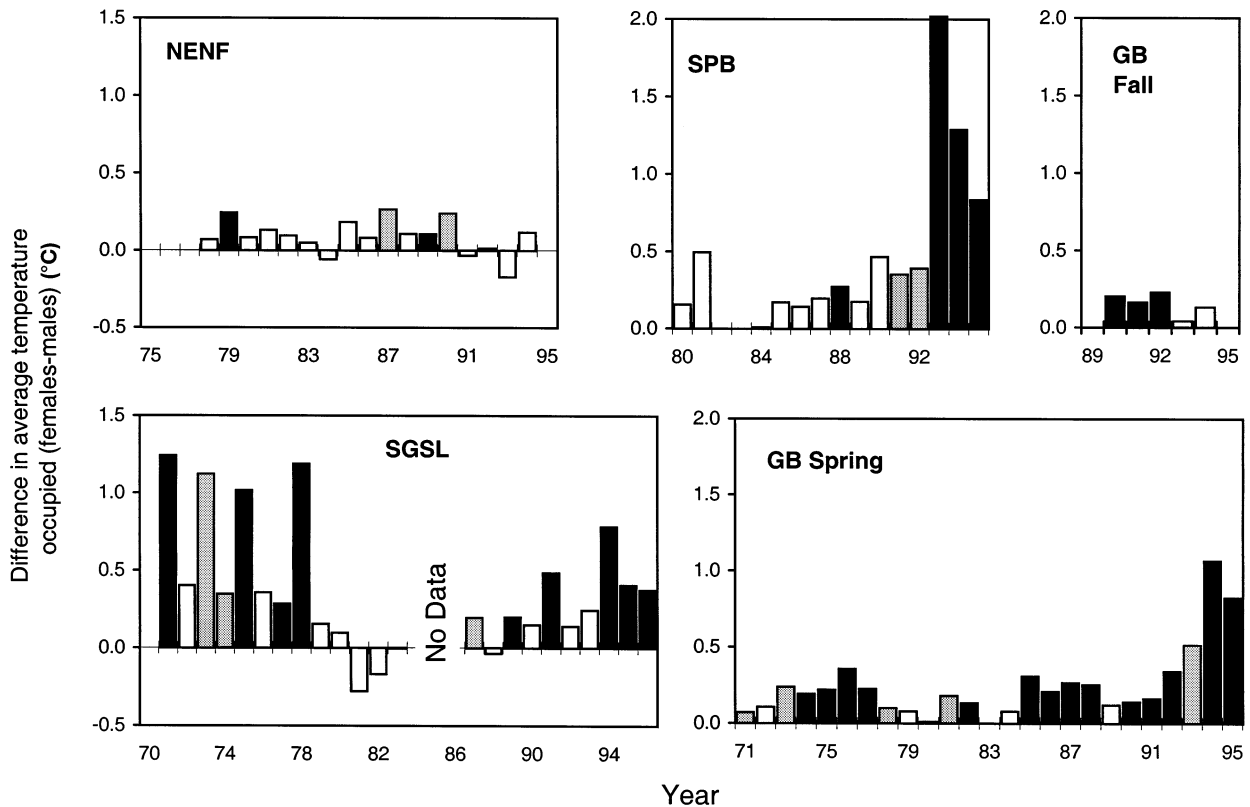 Difference in average temperature
occupied (females-males) (°C)
1.5
1.0
0.5
0.0
-0.5
NENF
75 79 83 87 91 95
2.0
1.5
1.0
0.5
0.0
SPB
80 84 88 92
2.0
1.5
1.0
0.5
0.0
GB
Fall
89 92 95
1.5
1.0
0.5
0.0
-0.5
SGSL
No Data
70 74 78 82 86 90 94
2.0
1.5
1.0
0.5
0.0
GB Spring
71 75 79 83 87 91 95
Year